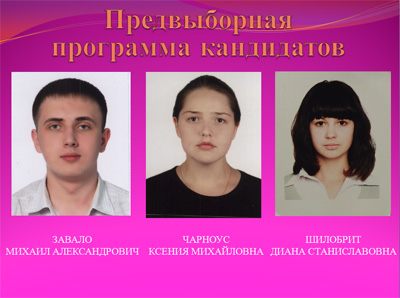 Предвыборная
программа кандидатов
ЗАВАЛО
МИХАИЛ АЛЕКСАНДРОВИЧ
ЧАРНОУС
КСЕНИЯ МИХАЙЛОВНА
ШИЛОБРИТ
ДИАНА СТАНИСЛАВОВНА